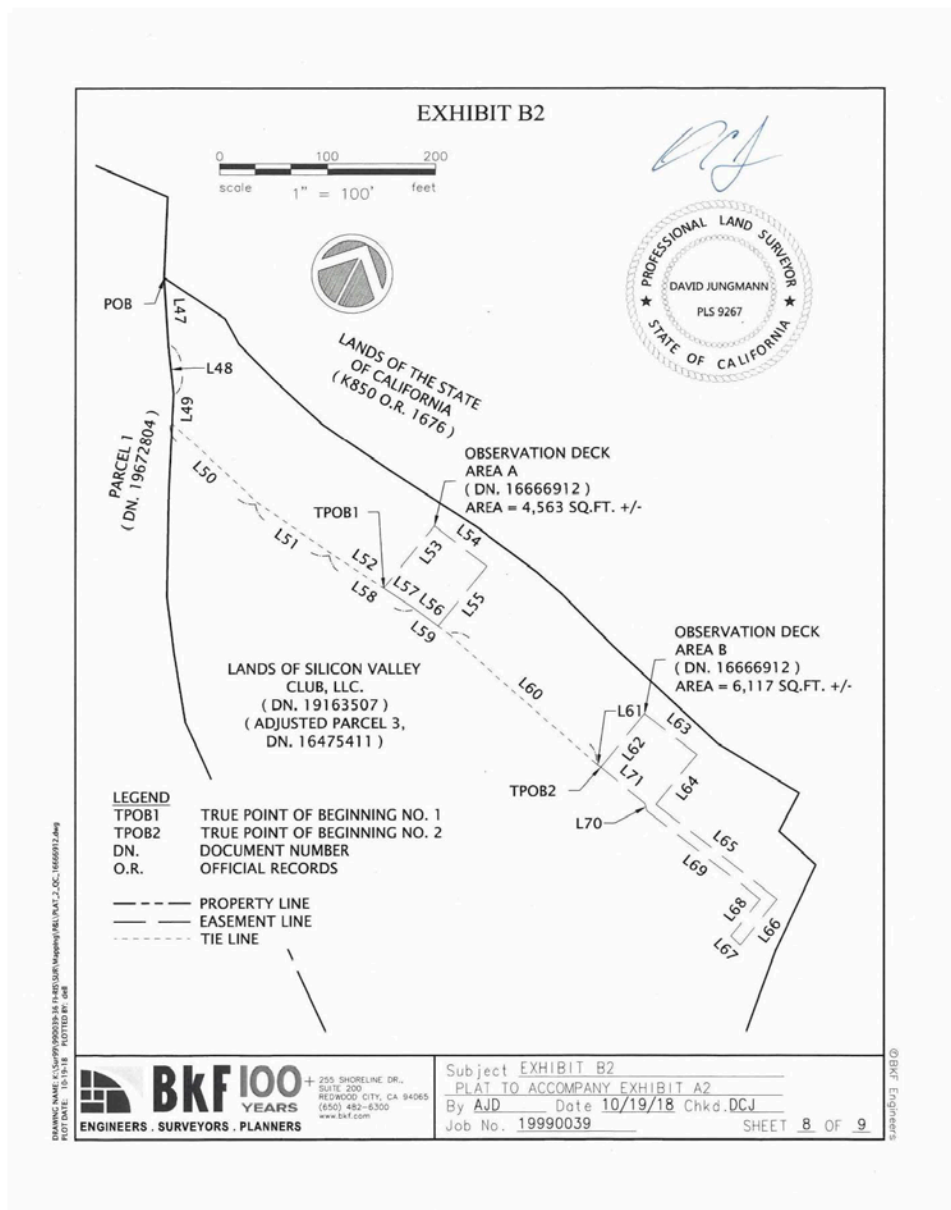 EXHIBIT B2
0 100 200
scale 1" = 100' feet
PROFESSIONAL LAND SURVEYOR
DAVID JUNGMANN
PLS 9267
STATE OF CALIFORNIA
POB
L47
L48
L49
PARCEL 1
( DN. 19672804 )
LANDS OF THE STATE
OF CALIFORNIA
( K850 O.R. 1676 )
OBSERVATION DECK
AREA A
( DN. 16666912 )
AREA = 4,563 SQ.FT. +/-
L50
L51
L52
TPOB1
L53
L54
L55
L57
L56
L58
L59
L60
LANDS OF SILICON VALLEY
CLUB, LLC.
( DN. 19163507 )
( ADJUSTED PARCEL 3,
DN. 16475411 )
OBSERVATION DECK
AREA B
( DN. 16666912 )
AREA = 6,117 SQ.FT. +/-
L61
L62
L63
L64
L71
TPOB2
L70
L65
L69
L68
L66
L67
LEGEND
TPOB1 TRUE POINT OF BEGINNING NO. 1
TPOB2 TRUE POINT OF BEGINNING NO. 2
DN. DOCUMENT NUMBER
O.R. OFFICIAL RECORDS
PROPERTY LINE
EASEMENT LINE
TIE LINE
PLOT DATE: 10-19-18 PLOTTED BY: deB
BKF 100+ YEARS
ENGINEERS . SURVEYORS . PLANNERS
255 SHORELINE DR.,
SUITE 200
REDWOOD CITY, CA 94065
(650) 482-6300
www.bkf.com
Subject EXHIBIT B2
PLAT TO ACCOMPANY EXHIBIT A2
By AJD Date 10/19/18 Chkd.DCJ
Job No. 19990039 SHEET 8 OF 9
©BKF Engineers